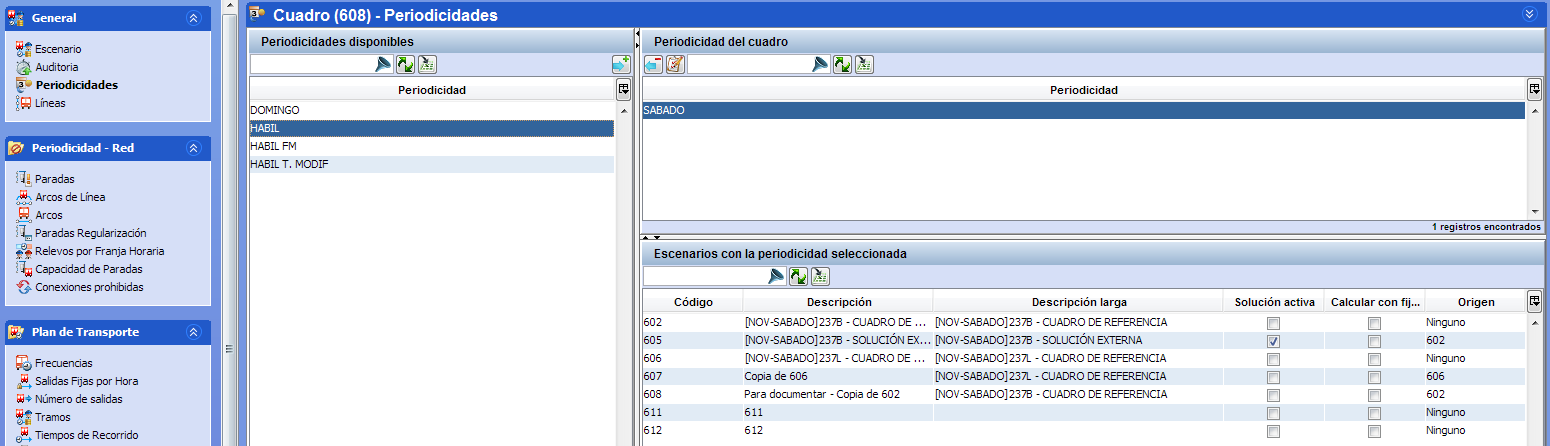 General
Escenario
Auditoria
Periodicidades
Líneas
Periodicidad - Red
Paradas
Arcos de Línea
Arcos
Paradas Regularización
Relevos por Franja Horaria
Capacidad de Paradas
Conexiones prohibidas
Plan de Transporte
Frecuencias
Salidas Fijas por Hora
Número de salidas
Tramos
Tiempos de Recorrido
Cuadro (608) - Periodicidades
Periodicidades disponibles
Periodicidad
DOMINGO
HABIL
HABIL FM
HABIL T. MODIF
Periodicidad del cuadro
Periodicidad
SABADO
1 registros encontrados
Escenarios con la periodicidad seleccionada
Código Descripción Descripción larga Solución activa Calcular con fij... Origen
602 [NOV-SABADO]237B - CUADRO DE ... [NOV-SABADO]237B - CUADRO DE REFERENCIA Ninguno
605 [NOV-SABADO]237B - SOLUCIÓN EX... [NOV-SABADO]237B - SOLUCIÓN EXTERNA 602
606 [NOV-SABADO]237L - CUADRO DE ... [NOV-SABADO]237L - CUADRO DE REFERENCIA Ninguno
607 Copia de 606 [NOV-SABADO]237L - CUADRO DE REFERENCIA 606
608 Para documentar - Copia de 602 [NOV-SABADO]237B - CUADRO DE REFERENCIA 602
611 611 Ninguno
612 612 Ninguno